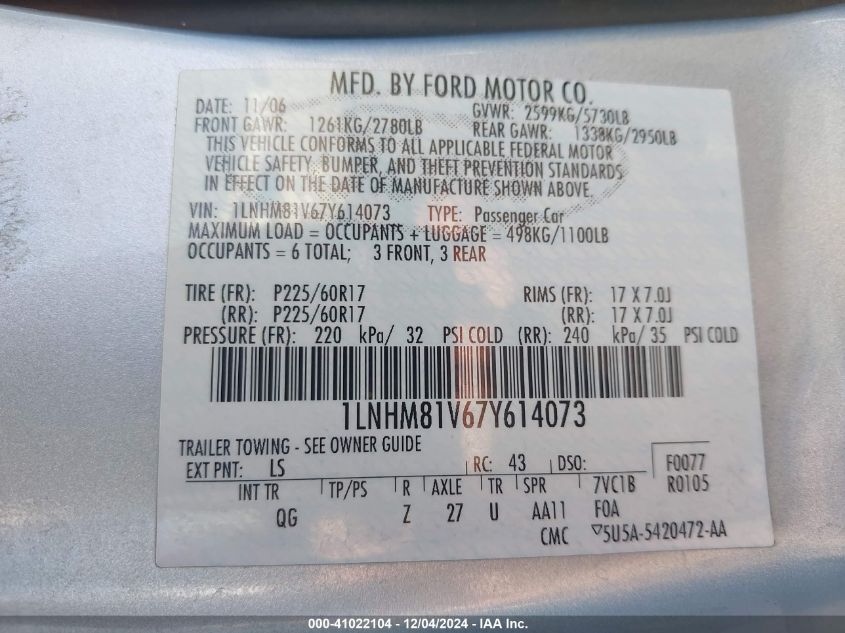 MFD. BY FORD MOTOR CO.
DATE: 11/06 GVWR: 2599KG/5730LB
FRONT GAWR: 1261KG/2780LB REAR GAWR: 1338KG/2950LB
THIS VEHICLE CONFORMS TO ALL APPLICABLE FEDERAL MOTOR
VEHICLE SAFETY, BUMPER, AND THEFT PREVENTION STANDARDS
IN EFFECT ON THE DATE OF MANUFACTURE SHOWN ABOVE.
VIN: 1LNHM81V67Y614073 TYPE: Passenger Car
MAXIMUM LOAD = OCCUPANTS + LUGGAGE = 498KG/1100LB
OCCUPANTS = 6 TOTAL; 3 FRONT, 3 REAR
TIRE (FR): P225/60R17 RIMS (FR): 17 X 7.0J
(RR): P225/60R17 (RR): 17 X 7.0J
PRESSURE (FR): 220 kPa/ 32 PSI COLD (RR): 240 kPa/ 35 PSI COLD
1LNHM81V67Y614073
TRAILER TOWING - SEE OWNER GUIDE
EXT PNT: LS RC: 43 DSO: F0077
INT TR TP/PS R AXLE TR SPR 7VC1B R0105
QG Z 27 U AA11 FOA
CMC ▽5U5A-5420472-AA
000-41022104 - 12/04/2024 - IAA Inc.